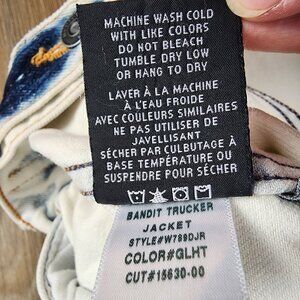 MACHINE WASH COLD
WITH LIKE COLORS
DO NOT BLEACH
TUMBLE DRY LOW
OR HANG TO DRY
LAVER À LA MACHINE
À L'EAU FROIDE
AVEC COULEURS SIMILAIRES
NE PAS UTILISER DE
JAVELLISANT
SÉCHER PAR CULBUTAGE À
BASE TEMPÉRATURE OU
SUSPENDRE POUR SÉCHER
BANDIT TRUCKER
JACKET
STYLE#W789DJR
COLOR#GLHT
CUT#15630-00